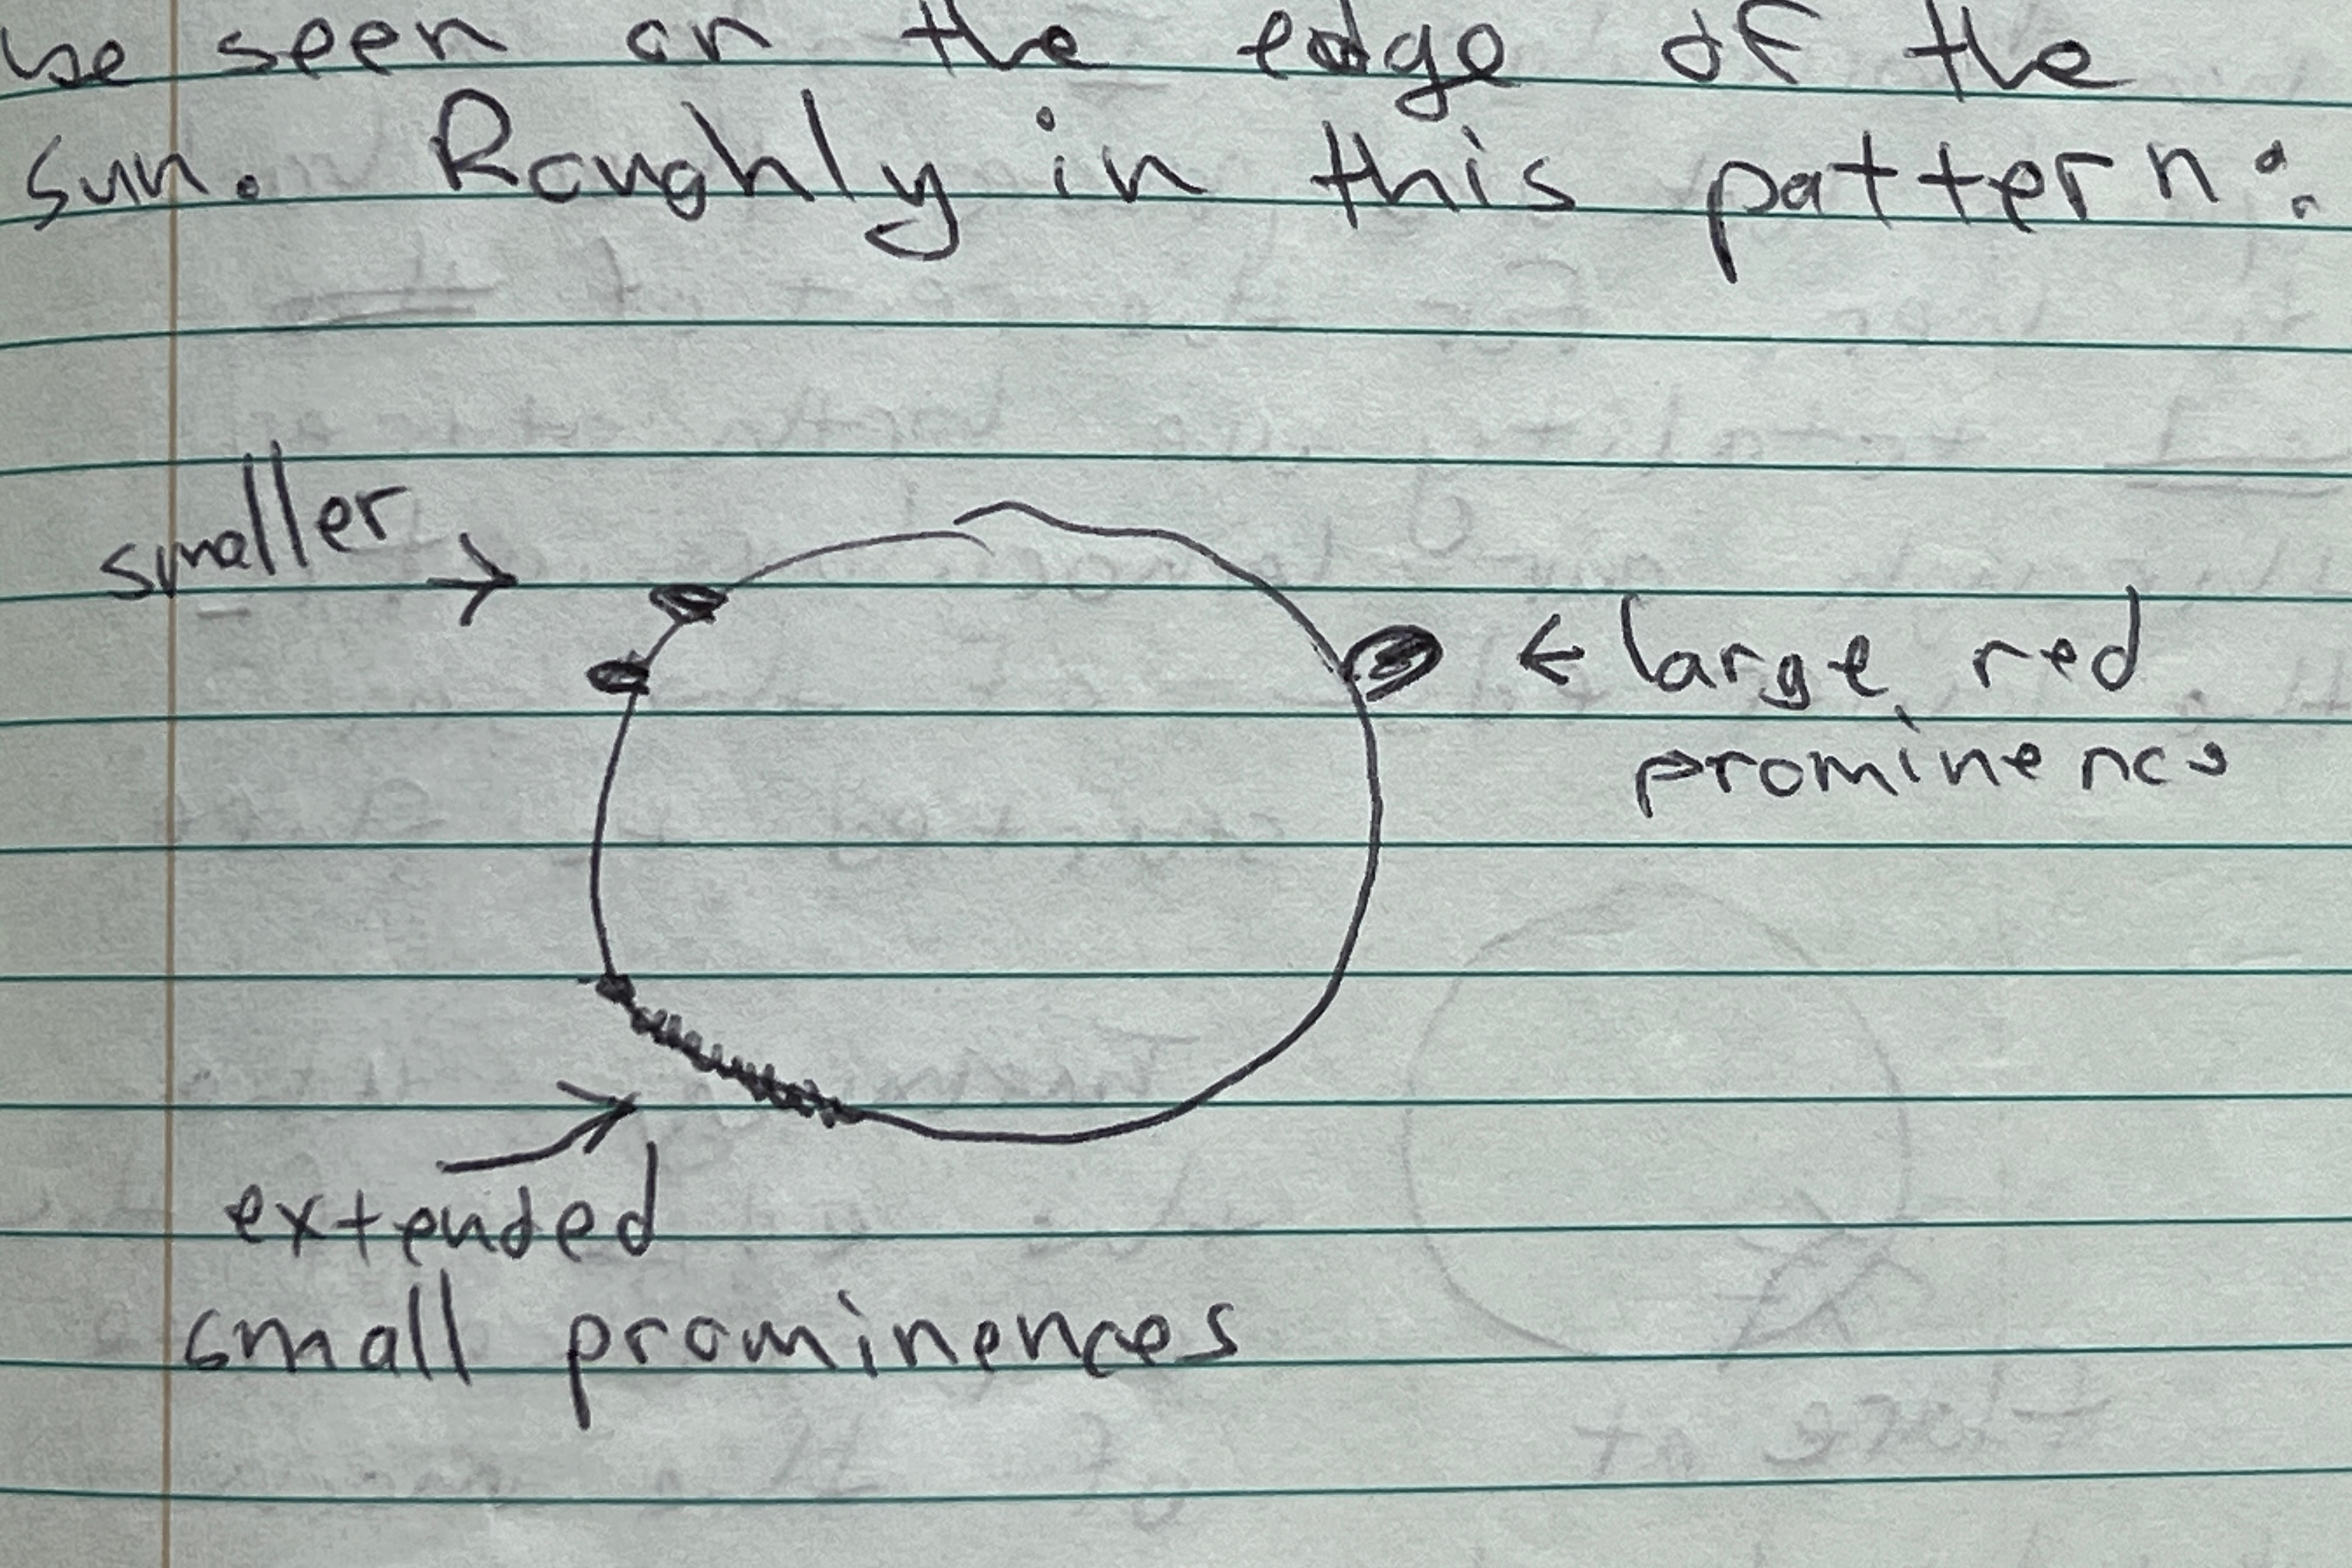 be seen on the edge of the
sun. Roughly in this pattern:
smaller →
← large red
prominence
extended
small prominences